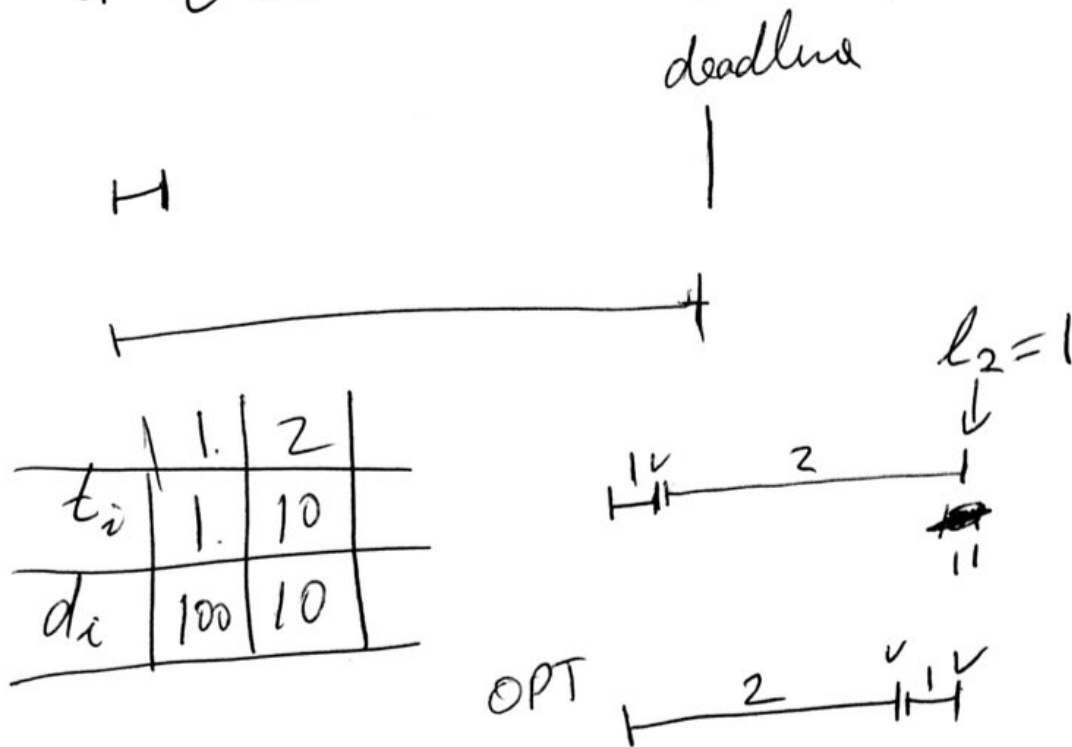 deadline
l₂ = 1
1. 2
tᵢ 1. 10
dᵢ 100 10
1 ✓ 2
11
OPT 2 ✓ 1 ✓